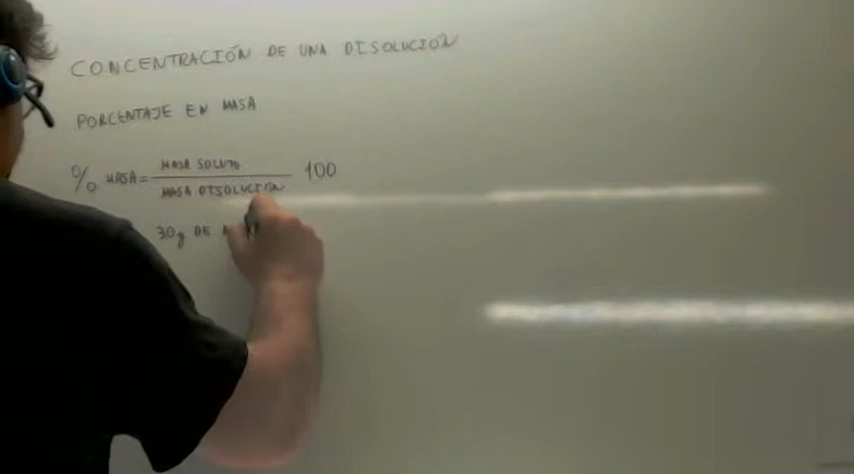 CONCENTRACIÓN DE UNA DISOLUCIÓN
PORCENTAJE EN MASA
% MASA = MASA SOLUTO / MASA DISOLUCIÓN 100
30g DE